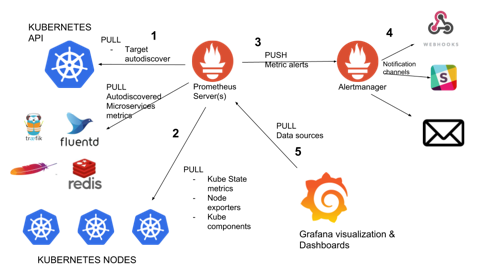 KUBERNETES
API
PULL
- Target
autodiscover
1
3
PUSH
Metric alerts
4
WEBHOOKS
Notification
channels
Prometheus
Server(s)
Alertmanager
PULL
Autodiscovered
Microservices
metrics
træfik
fluentd
redis
2
PULL
- Kube State
metrics
- Node
exporters
- Kube
components
PULL
Data sources
5
Grafana visualization &
Dashboards
KUBERNETES NODES